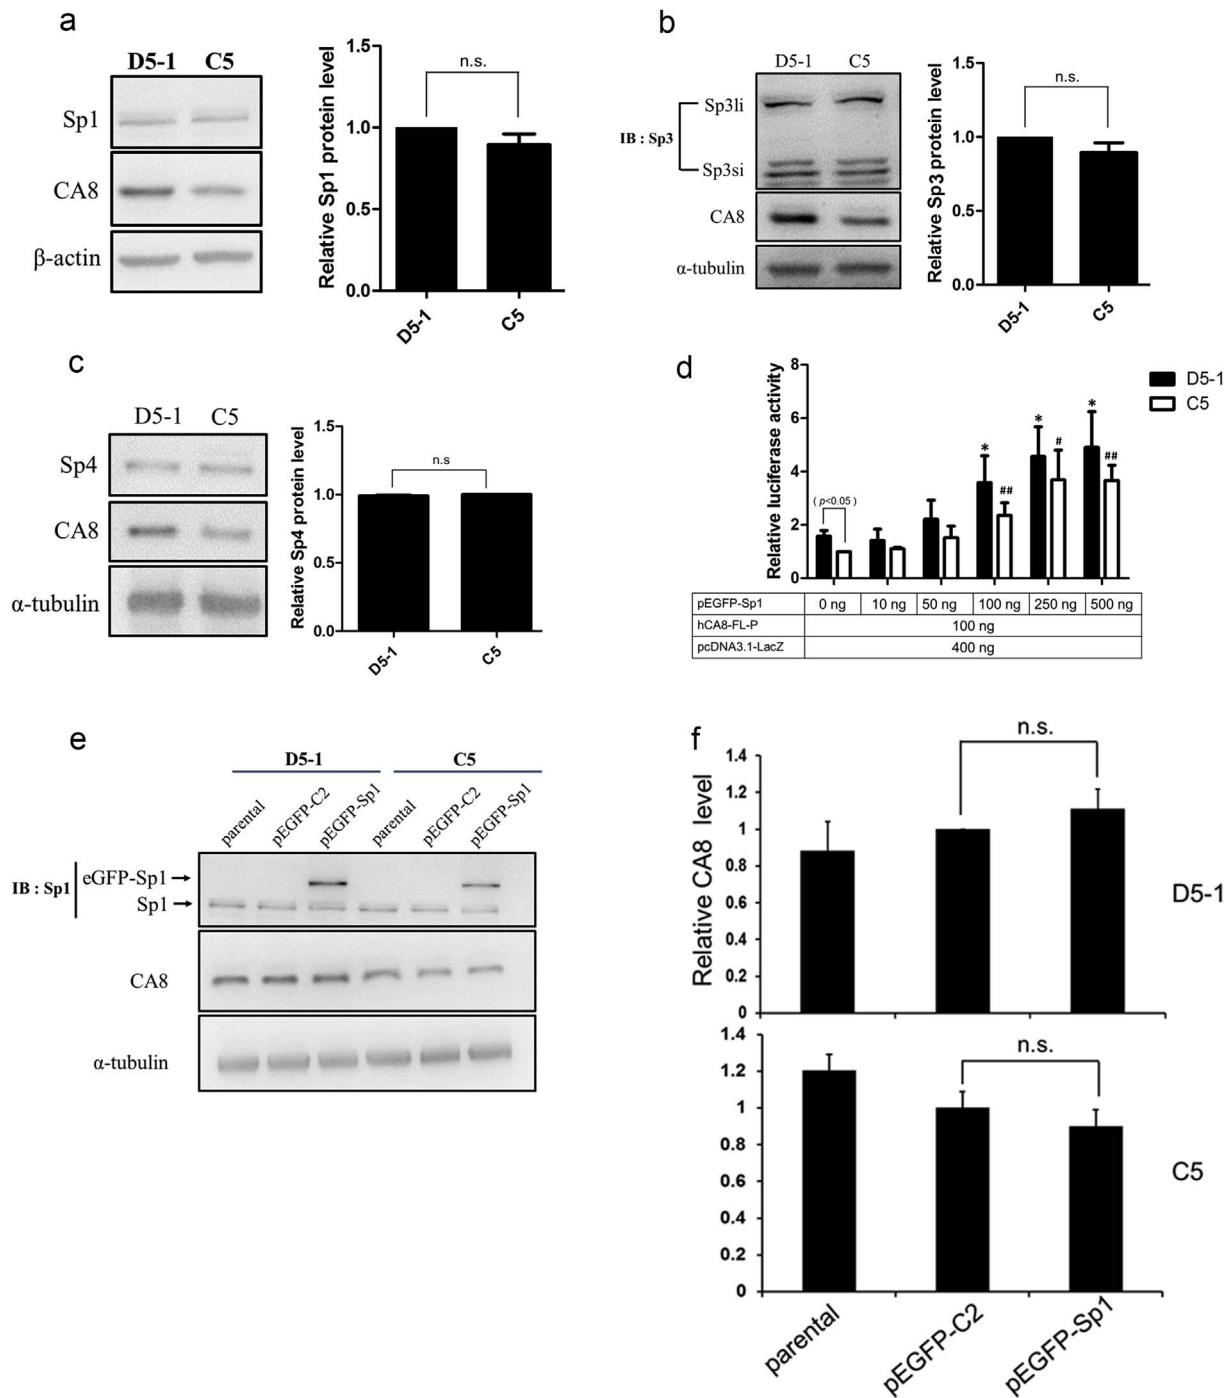 a
D5-1 C5
Sp1
CA8
β-actin
Relative Sp1 protein level
1.5
1.0
0.5
0.0
n.s.
D5-1
C5
b
D5-1 C5
IB : Sp3
Sp3li
Sp3si
CA8
α-tubulin
Relative Sp3 protein level
1.5
1.0
0.5
0.0
n.s.
D5-1
C5
c
D5-1 C5
Sp4
CA8
α-tubulin
Relative Sp4 protein level
1.5
1.0
0.5
0.0
n.s
D5-1
C5
d
Relative luciferase activity
8
6
4
2
0
( p<0.05 )
*
##
*
#
*
##
D5-1
C5
pEGFP-Sp1 0 ng 10 ng 50 ng 100 ng 250 ng 500 ng
hCA8-FL-P 100 ng
pcDNA3.1-LacZ 400 ng
e
D5-1 C5
parental pEGFP-C2 pEGFP-Sp1 parental pEGFP-C2 pEGFP-Sp1
IB : Sp1
eGFP-Sp1
Sp1
CA8
α-tubulin
f
Relative CA8 level
1.4
1.2
1
0.8
0.6
0.4
0.2
0
n.s.
D5-1
1.4
1.2
1
0.8
0.6
0.4
0.2
0
n.s.
C5
parental
pEGFP-C2
pEGFP-Sp1